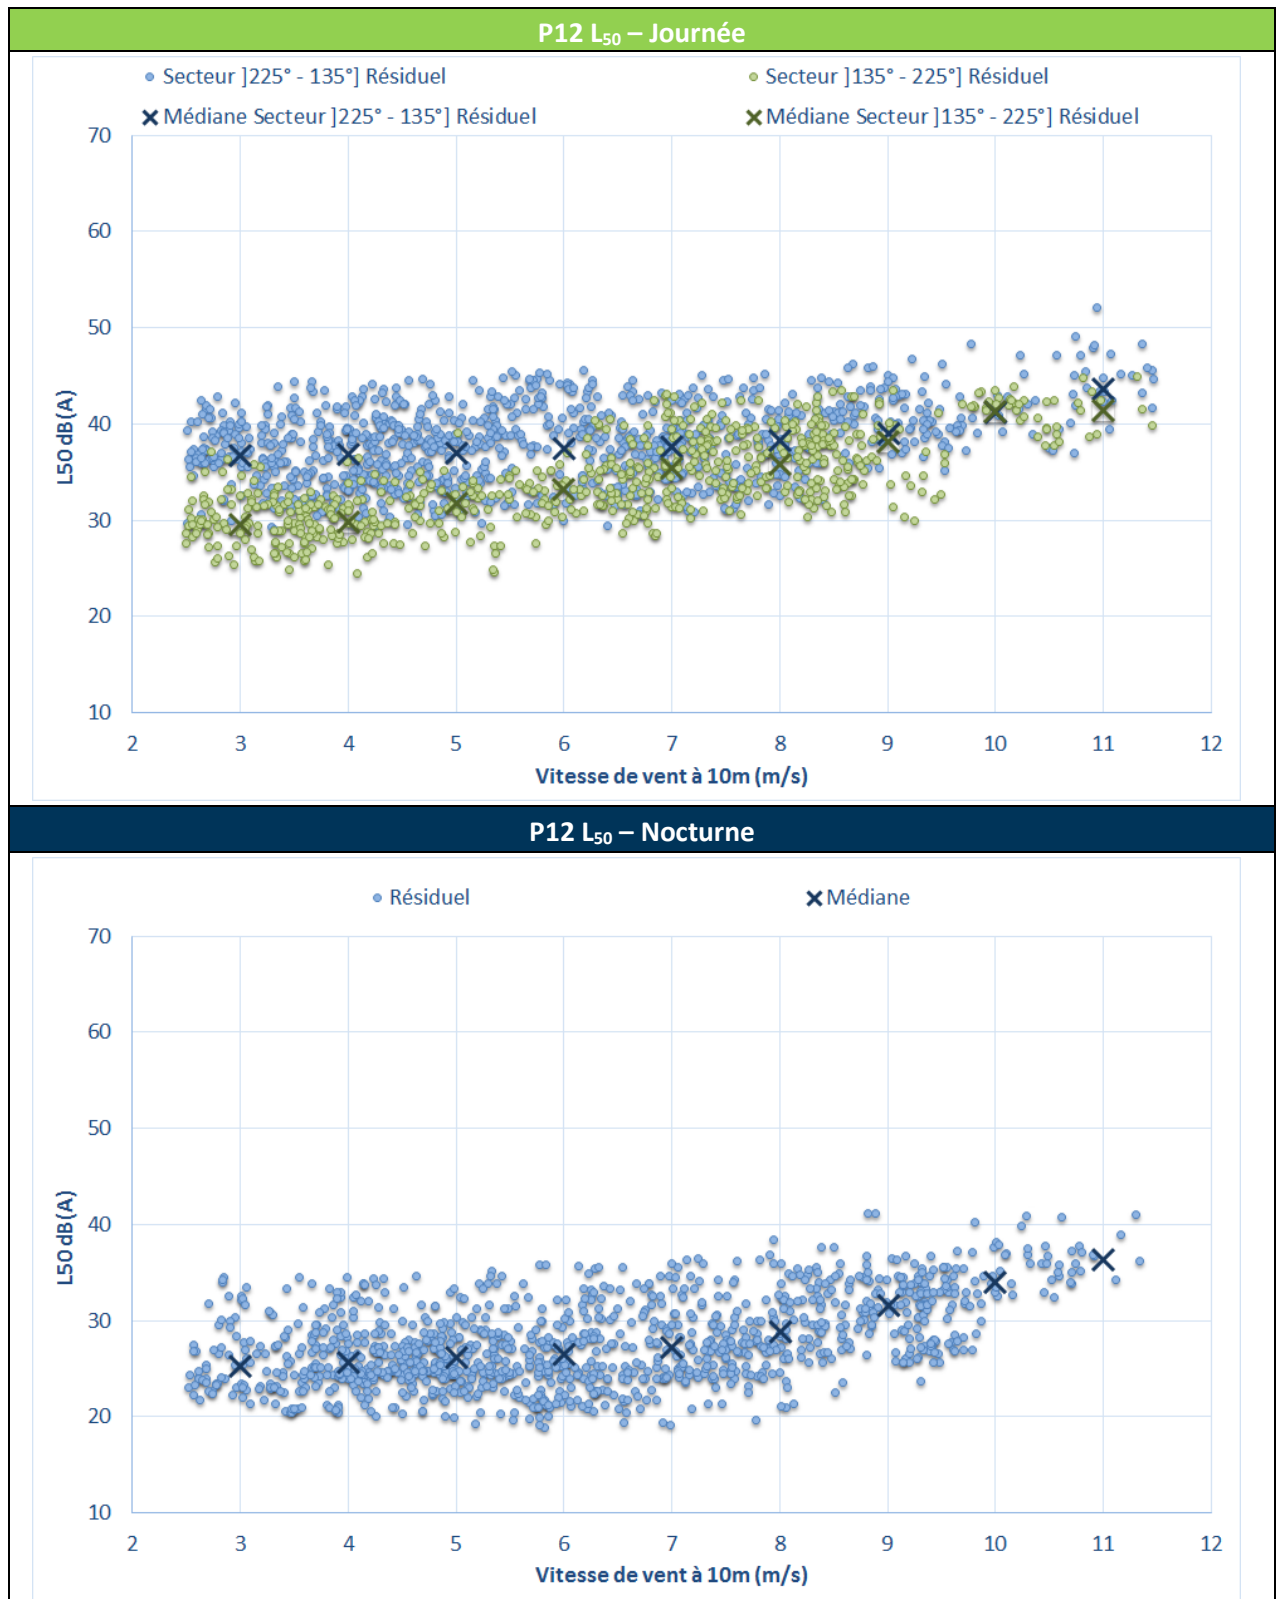 P12 L50 – Journée
Secteur ]225° - 135°] Résiduel
Secteur ]135° - 225°] Résiduel
Médiane Secteur ]225° - 135°] Résiduel
Médiane Secteur ]135° - 225°] Résiduel
70
60
50
40
30
20
10
L50 dB(A)
2 3 4 5 6 7 8 9 10 11 12
Vitesse de vent à 10m (m/s)
P12 L50 – Nocturne
Résiduel
Médiane
70
60
50
40
30
20
10
L50 dB(A)
2 3 4 5 6 7 8 9 10 11 12
Vitesse de vent à 10m (m/s)